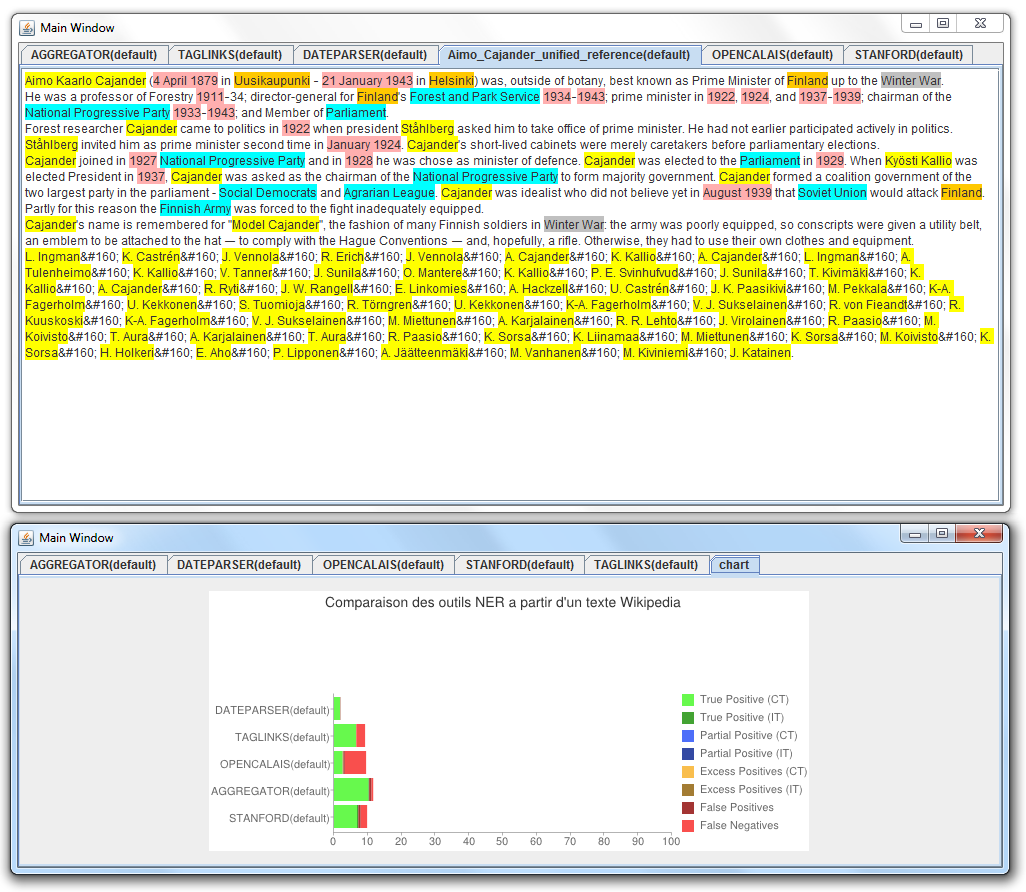 Main Window
AGGREGATOR(default) TAGLINKS(default) DATEPARSER(default) Aimo_Cajander_unified_reference(default) OPENCALAIS(default) STANFORD(default)
Aimo Kaarlo Cajander (4 April 1879 in Uusikaupunki - 21 January 1943 in Helsinki) was, outside of botany, best known as Prime Minister of Finland up to the Winter War.
He was a professor of Forestry 1911-34; director-general for Finland's Forest and Park Service 1934-1943; prime minister in 1922, 1924, and 1937-1939; chairman of the
National Progressive Party 1933-1943; and Member of Parliament.
Forest researcher Cajander came to politics in 1922 when president Ståhlberg asked him to take office of prime minister. He had not earlier participated actively in politics.
Ståhlberg invited him as prime minister second time in January 1924. Cajander's short-lived cabinets were merely caretakers before parliamentary elections.
Cajander joined in 1927 National Progressive Party and in 1928 he was chose as minister of defence. Cajander was elected to the Parliament in 1929. When Kyösti Kallio was
elected President in 1937, Cajander was asked as the chairman of the National Progressive Party to form majority government. Cajander formed a coalition government of the
two largest party in the parliament - Social Democrats and Agrarian League. Cajander was idealist who did not believe yet in August 1939 that Soviet Union would attack Finland.
Partly for this reason the Finnish Army was forced to the fight inadequately equipped.
Cajander's name is remembered for "Model Cajander", the fashion of many Finnish soldiers in Winter War: the army was poorly equipped, so conscripts were given a utility belt,
an emblem to be attached to the hat — to comply with the Hague Conventions — and, hopefully, a rifle. Otherwise, they had to use their own clothes and equipment.
L. Ingman&#160; K. Castrén&#160; J. Vennola&#160; R. Erich&#160; J. Vennola&#160; A. Cajander&#160; K. Kallio&#160; A. Cajander&#160; L. Ingman&#160; A.
Tulenheimo&#160; K. Kallio&#160; V. Tanner&#160; J. Sunila&#160; O. Mantere&#160; K. Kallio&#160; P. E. Svinhufvud&#160; J. Sunila&#160; T. Kivimäki&#160; K.
Kallio&#160; A. Cajander&#160; R. Ryti&#160; J. W. Rangell&#160; E. Linkomies&#160; A. Hackzell&#160; U. Castrén&#160; J. K. Paasikivi&#160; M. Pekkala&#160; K-A.
Fagerholm&#160; U. Kekkonen&#160; S. Tuomioja&#160; R. Törngren&#160; U. Kekkonen&#160; K-A. Fagerholm&#160; V. J. Sukselainen&#160; R. von Fieandt&#160; R.
Kuuskoski&#160; K-A. Fagerholm&#160; V. J. Sukselainen&#160; M. Miettunen&#160; A. Karjalainen&#160; R. R. Lehto&#160; J. Virolainen&#160; R. Paasio&#160; M.
Koivisto&#160; T. Aura&#160; A. Karjalainen&#160; T. Aura&#160; R. Paasio&#160; K. Sorsa&#160; K. Liinamaa&#160; M. Miettunen&#160; K. Sorsa&#160; M. Koivisto&#160; K.
Sorsa&#160; H. Holkeri&#160; E. Aho&#160; P. Lipponen&#160; A. Jäätteenmäki&#160; M. Vanhanen&#160; M. Kiviniemi&#160; J. Katainen.
Main Window
AGGREGATOR(default) DATEPARSER(default) OPENCALAIS(default) STANFORD(default) TAGLINKS(default) chart
Comparaison des outils NER a partir d'un texte Wikipedia
DATEPARSER(default)
TAGLINKS(default)
OPENCALAIS(default)
AGGREGATOR(default)
STANFORD(default)
0 10 20 30 40 50 60 70 80 90 100
True Positive (CT)
True Positive (IT)
Partial Positive (CT)
Partial Positive (IT)
Excess Positives (CT)
Excess Positives (IT)
False Positives
False Negatives